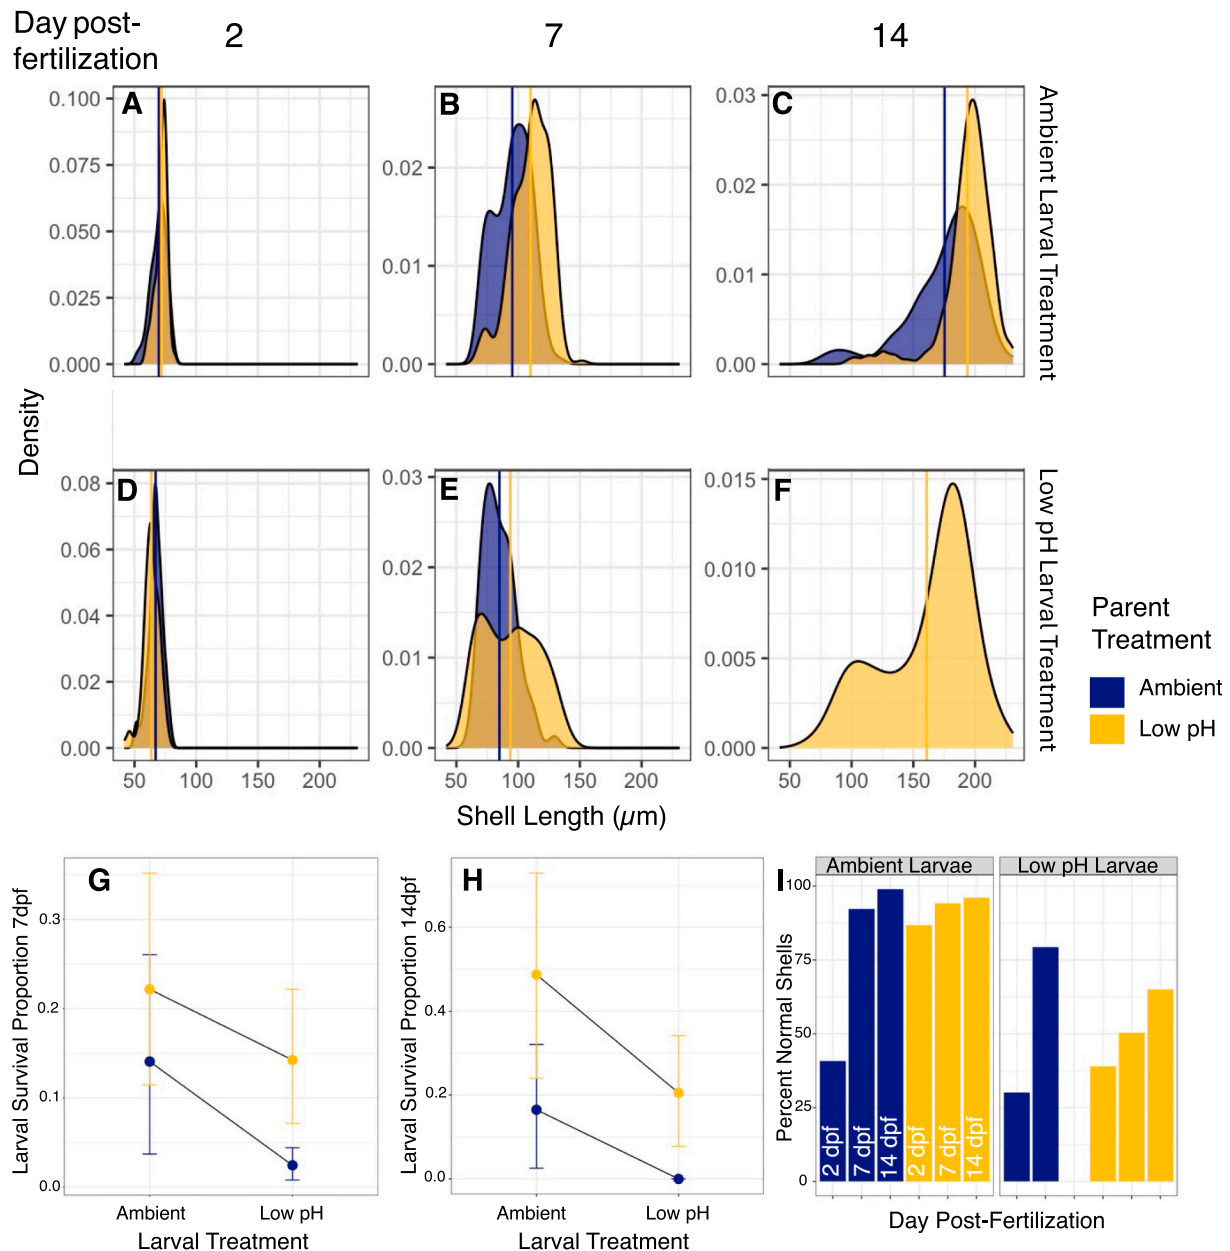 Day post-
fertilization
2
7
14
A
0.100
0.075
0.050
0.025
0.000
B
0.02
0.01
0.00
C
0.03
0.02
0.01
0.00
Ambient Larval Treatment
Density
D
0.08
0.06
0.04
0.02
0.00
50 100 150 200
E
0.03
0.02
0.01
0.00
50 100 150 200
F
0.015
0.010
0.005
0.000
50 100 150 200
Low pH Larval Treatment
Shell Length (µm)
Parent
Treatment
Ambient
Low pH
G
Larval Survival Proportion 7dpf
0.3
0.2
0.1
0.0
Ambient Low pH
Larval Treatment
H
Larval Survival Proportion 14dpf
0.6
0.4
0.2
0.0
Ambient Low pH
Larval Treatment
I
Ambient Larvae
Low pH Larvae
Percent Normal Shells
100
75
50
25
0
2 dpf
7 dpf
14 dpf
2 dpf
7 dpf
14 dpf
Day Post-Fertilization